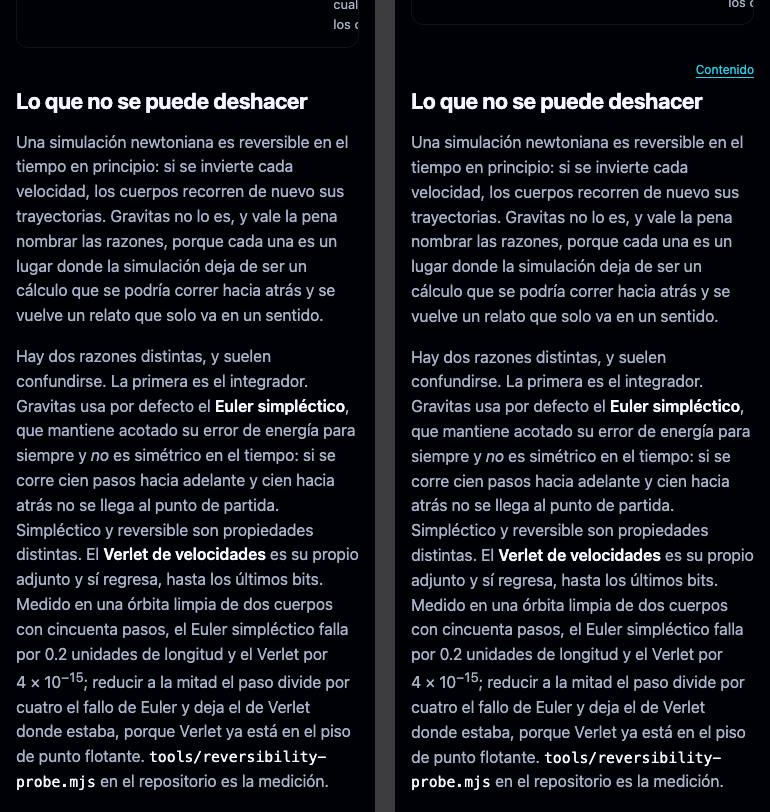 cual
los c
Lo que no se puede deshacer
Una simulación newtoniana es reversible en el
tiempo en principio: si se invierte cada
velocidad, los cuerpos recorren de nuevo sus
trayectorias. Gravitas no lo es, y vale la pena
nombrar las razones, porque cada una es un
lugar donde la simulación deja de ser un
cálculo que se podría correr hacia atrás y se
vuelve un relato que solo va en un sentido.
Hay dos razones distintas, y suelen
confundirse. La primera es el integrador.
Gravitas usa por defecto el Euler simpléctico,
que mantiene acotado su error de energía para
siempre y no es simétrico en el tiempo: si se
corre cien pasos hacia adelante y cien hacia
atrás no se llega al punto de partida.
Simpléctico y reversible son propiedades
distintas. El Verlet de velocidades es su propio
adjunto y sí regresa, hasta los últimos bits.
Medido en una órbita limpia de dos cuerpos
con cincuenta pasos, el Euler simpléctico falla
por 0.2 unidades de longitud y el Verlet por
4 × 10⁻¹⁵; reducir a la mitad el paso divide por
cuatro el fallo de Euler y deja el de Verlet
donde estaba, porque Verlet ya está en el piso
de punto flotante. tools/reversibility-
probe.mjs en el repositorio es la medición.
los c
Contenido
Lo que no se puede deshacer
Una simulación newtoniana es reversible en el
tiempo en principio: si se invierte cada
velocidad, los cuerpos recorren de nuevo sus
trayectorias. Gravitas no lo es, y vale la pena
nombrar las razones, porque cada una es un
lugar donde la simulación deja de ser un
cálculo que se podría correr hacia atrás y se
vuelve un relato que solo va en un sentido.
Hay dos razones distintas, y suelen
confundirse. La primera es el integrador.
Gravitas usa por defecto el Euler simpléctico,
que mantiene acotado su error de energía para
siempre y no es simétrico en el tiempo: si se
corre cien pasos hacia adelante y cien hacia
atrás no se llega al punto de partida.
Simpléctico y reversible son propiedades
distintas. El Verlet de velocidades es su propio
adjunto y sí regresa, hasta los últimos bits.
Medido en una órbita limpia de dos cuerpos
con cincuenta pasos, el Euler simpléctico falla
por 0.2 unidades de longitud y el Verlet por
4 × 10⁻¹⁵; reducir a la mitad el paso divide por
cuatro el fallo de Euler y deja el de Verlet
donde estaba, porque Verlet ya está en el piso
de punto flotante. tools/reversibility-
probe.mjs en el repositorio es la medición.